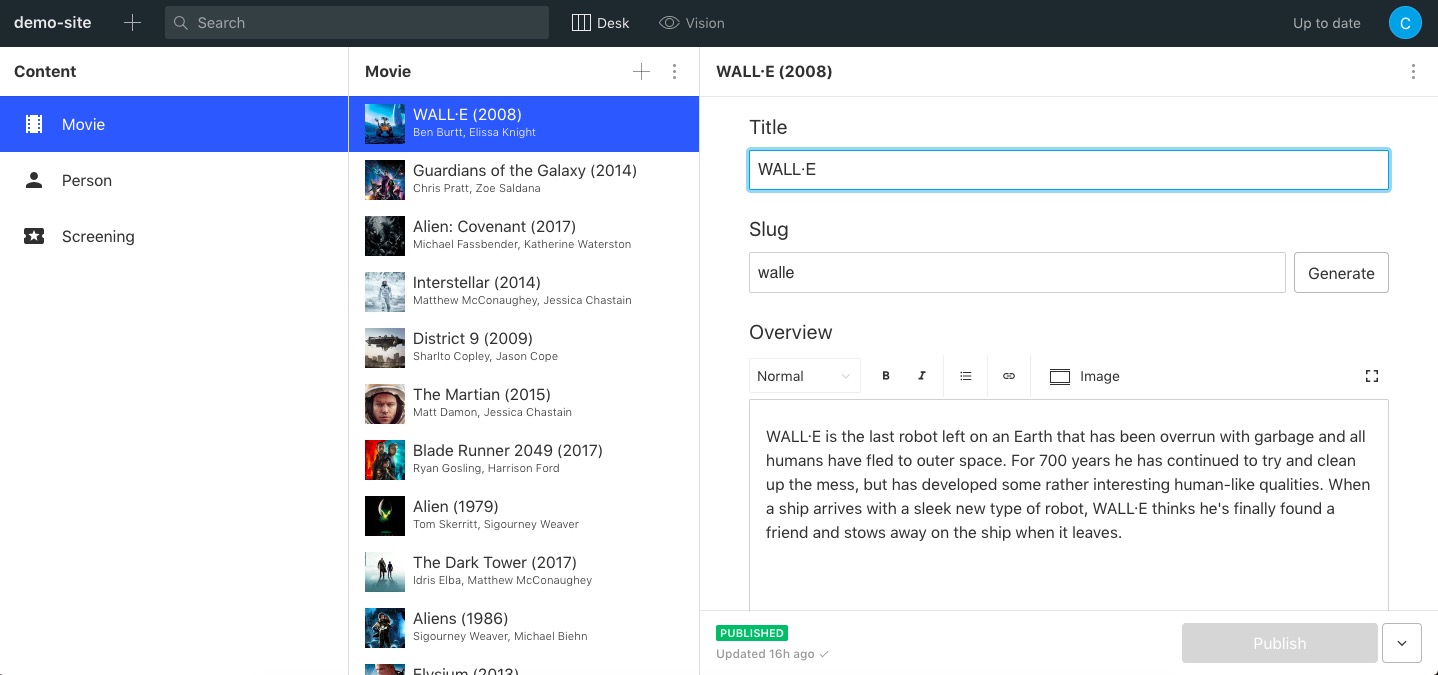 demo-site
Search
Desk
Vision
Up to date
C
Content
Movie
Person
Screening
Movie
WALL·E (2008)
Ben Burtt, Elissa Knight
Guardians of the Galaxy (2014)
Chris Pratt, Zoe Saldana
Alien: Covenant (2017)
Michael Fassbender, Katherine Waterston
Interstellar (2014)
Matthew McConaughey, Jessica Chastain
District 9 (2009)
Sharlto Copley, Jason Cope
The Martian (2015)
Matt Damon, Jessica Chastain
Blade Runner 2049 (2017)
Ryan Gosling, Harrison Ford
Alien (1979)
Tom Skerritt, Sigourney Weaver
The Dark Tower (2017)
Idris Elba, Matthew McConaughey
Aliens (1986)
Sigourney Weaver, Michael Biehn
Elysium (2013)
WALL·E (2008)
Title
WALL·E
Slug
walle
Generate
Overview
Normal
B
I
Image
WALL·E is the last robot left on an Earth that has been overrun with garbage and all
humans have fled to outer space. For 700 years he has continued to try and clean
up the mess, but has developed some rather interesting human-like qualities. When
a ship arrives with a sleek new type of robot, WALL·E thinks he's finally found a
friend and stows away on the ship when it leaves.
PUBLISHED
Updated 16h ago
Publish